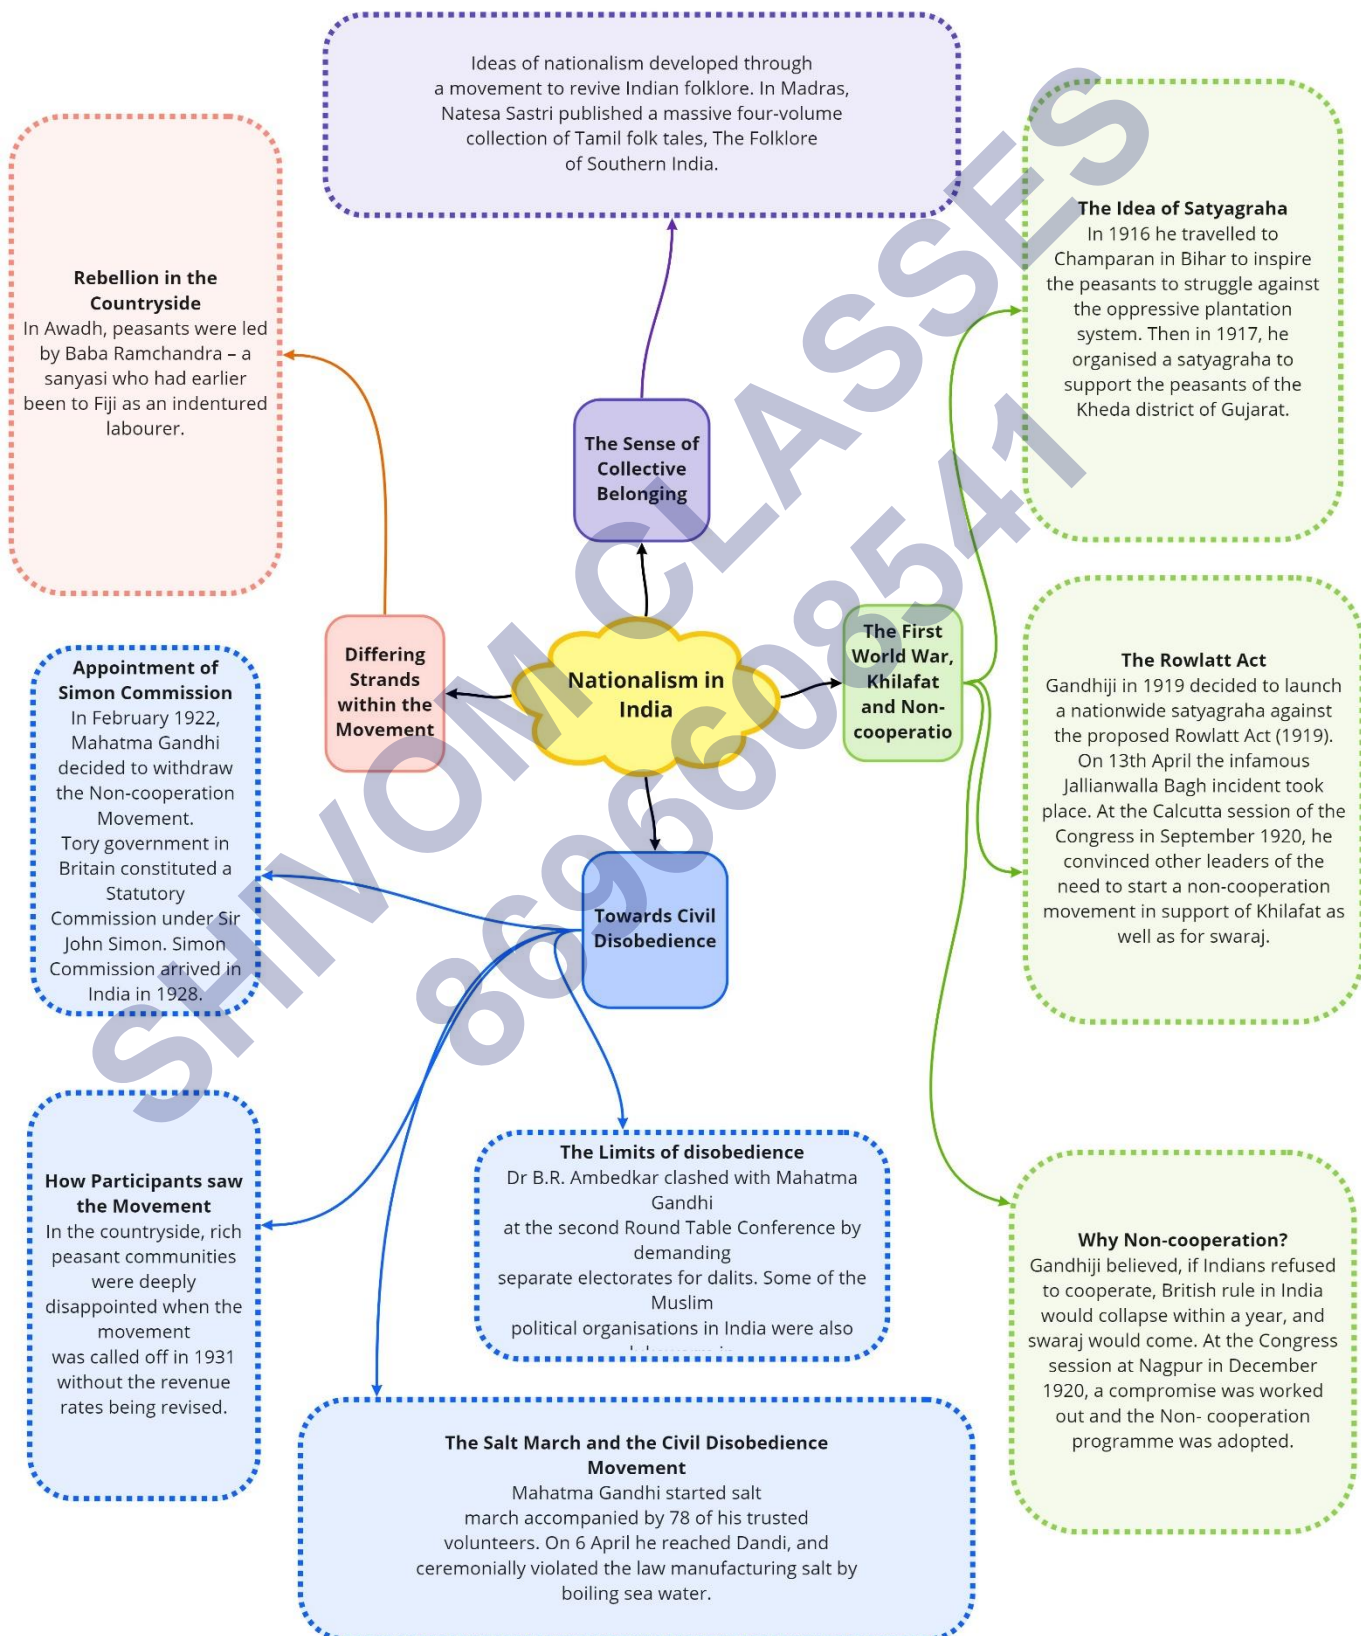 Ideas of nationalism developed through
a movement to revive Indian folklore. In Madras,
Natesa Sastri published a massive four-volume
collection of Tamil folk tales, The Folklore
of Southern India.
Rebellion in the
Countryside
In Awadh, peasants were led
by Baba Ramchandra – a
sanyasi who had earlier
been to Fiji as an indentured
labourer.
The Idea of Satyagraha
In 1916 he travelled to
Champaran in Bihar to inspire
the peasants to struggle against
the oppressive plantation
system. Then in 1917, he
organised a satyagraha to
support the peasants of the
Kheda district of Gujarat.
The Sense of
Collective
Belonging
Differing
Strands
within the
Movement
Nationalism in
India
The First
World War,
Khilafat
and Non-
cooperatio
Appointment of
Simon Commission
In February 1922,
Mahatma Gandhi
decided to withdraw
the Non-cooperation
Movement.
Tory government in
Britain constituted a
Statutory
Commission under Sir
John Simon. Simon
Commission arrived in
India in 1928.
The Rowlatt Act
Gandhiji in 1919 decided to launch
a nationwide satyagraha against
the proposed Rowlatt Act (1919).
On 13th April the infamous
Jallianwalla Bagh incident took
place. At the Calcutta session of the
Congress in September 1920, he
convinced other leaders of the
need to start a non-cooperation
movement in support of Khilafat as
well as for swaraj.
Towards Civil
Disobedience
How Participants saw
the Movement
In the countryside, rich
peasant communities
were deeply
disappointed when the
movement
was called off in 1931
without the revenue
rates being revised.
The Limits of disobedience
Dr B.R. Ambedkar clashed with Mahatma
Gandhi
at the second Round Table Conference by
demanding
separate electorates for dalits. Some of the
Muslim
political organisations in India were also
Why Non-cooperation?
Gandhiji believed, if Indians refused
to cooperate, British rule in India
would collapse within a year, and
swaraj would come. At the Congress
session at Nagpur in December
1920, a compromise was worked
out and the Non- cooperation
programme was adopted.
The Salt March and the Civil Disobedience
Movement
Mahatma Gandhi started salt
march accompanied by 78 of his trusted
volunteers. On 6 April he reached Dandi, and
ceremonially violated the law manufacturing salt by
boiling sea water.
SHIVOM CLASSES
8696608541